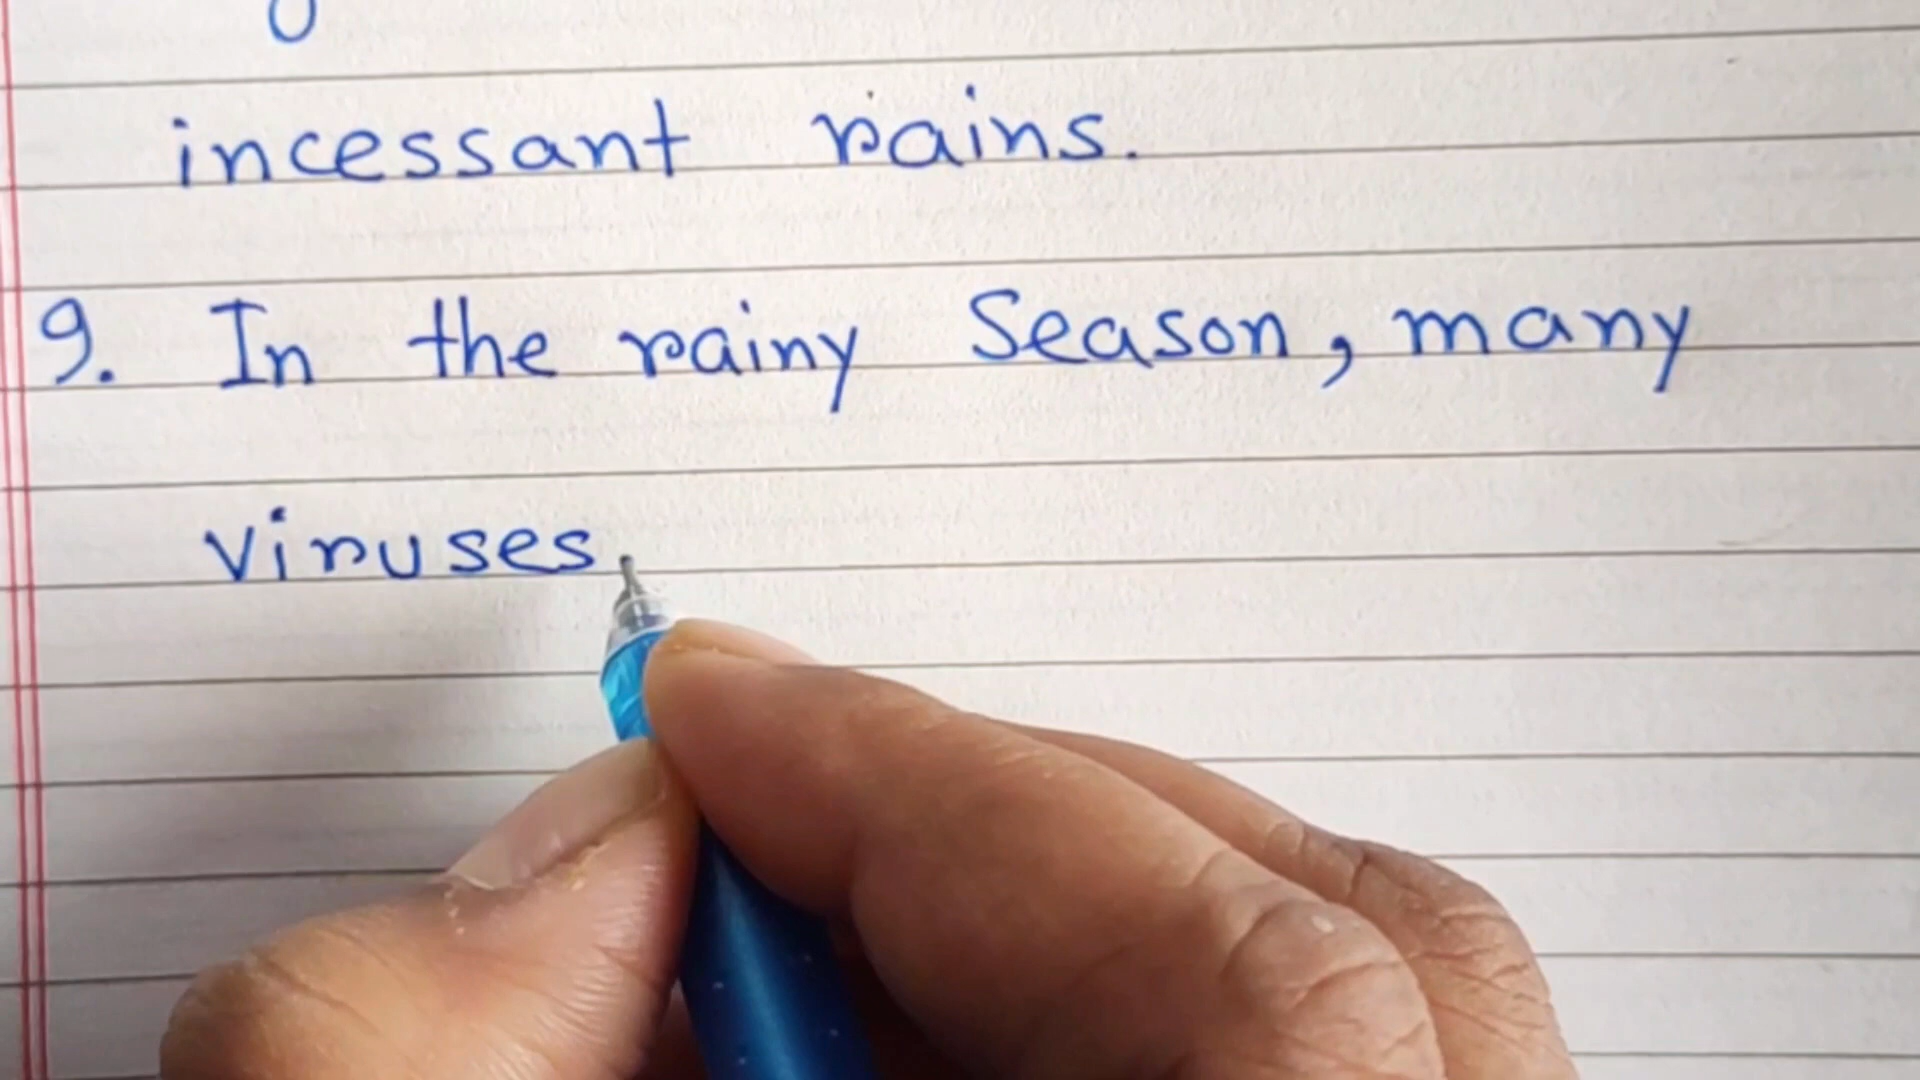 incessant rains.
9. In the rainy Season, many
viruses